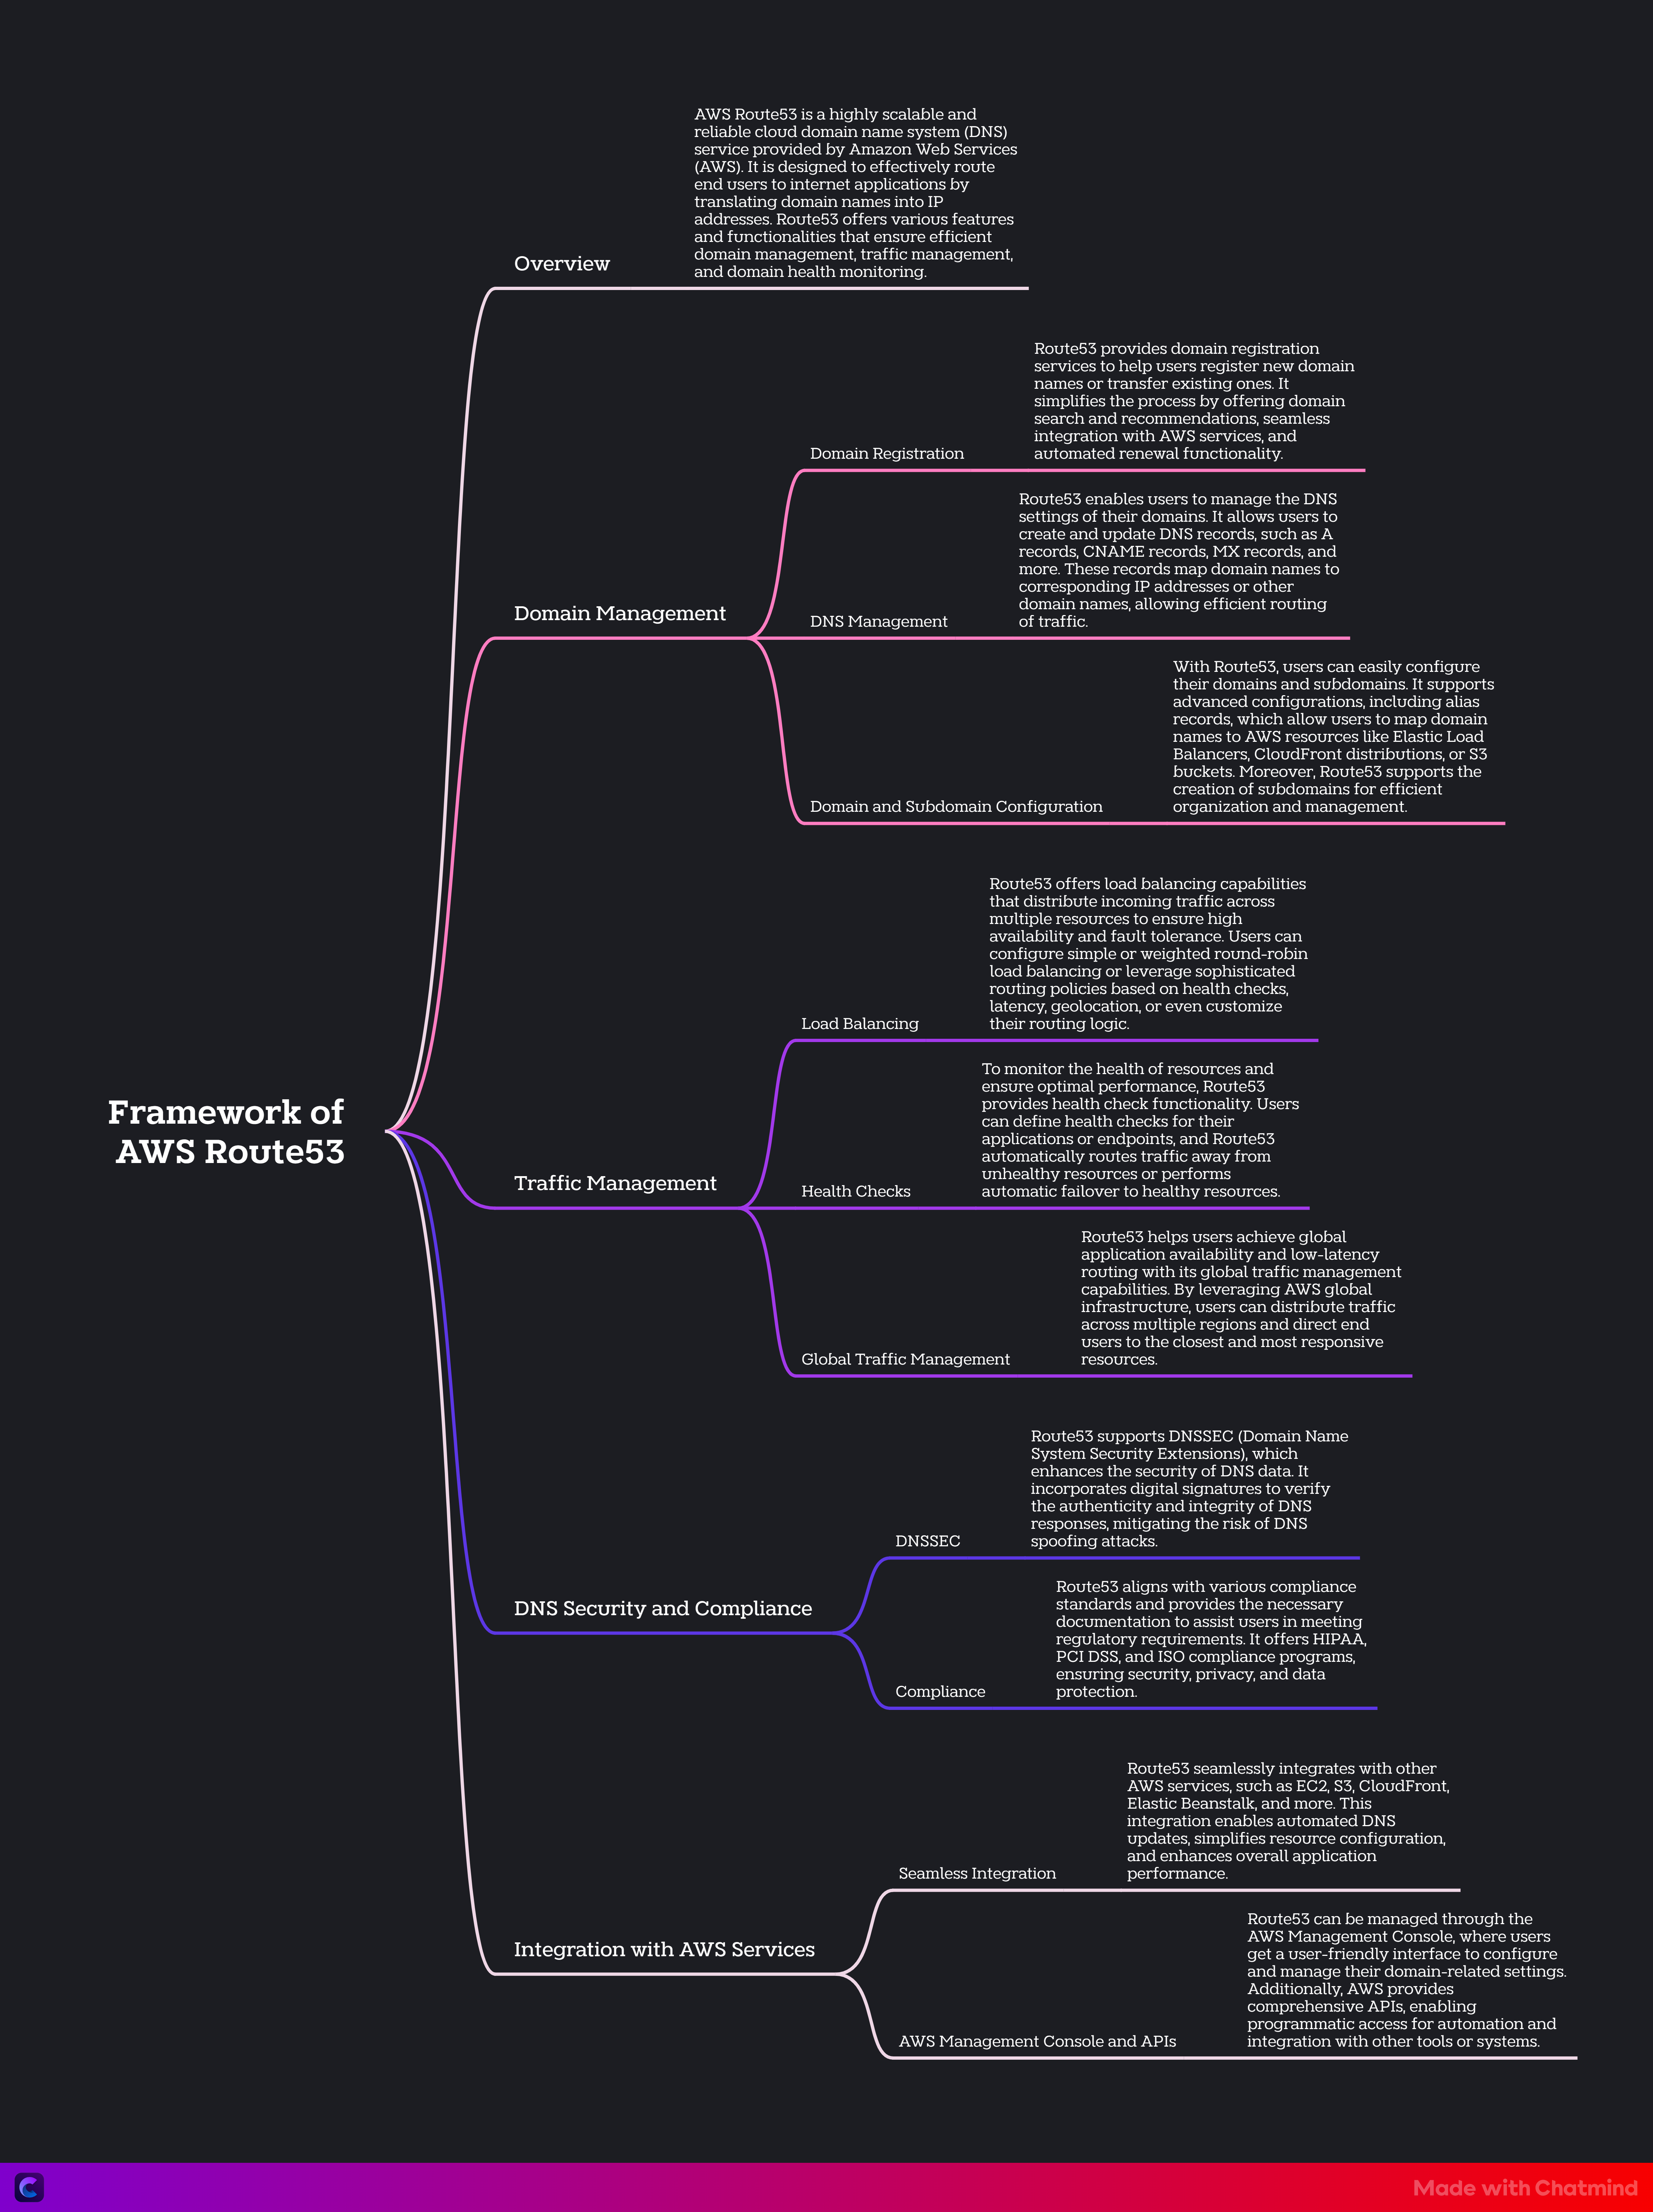 Framework of
AWS Route53
Overview
AWS Route53 is a highly scalable and
reliable cloud domain name system (DNS)
service provided by Amazon Web Services
(AWS). It is designed to effectively route
end users to internet applications by
translating domain names into IP
addresses. Route53 offers various features
and functionalities that ensure efficient
domain management, traffic management,
and domain health monitoring.
Domain Management
Domain Registration
Route53 provides domain registration
services to help users register new domain
names or transfer existing ones. It
simplifies the process by offering domain
search and recommendations, seamless
integration with AWS services, and
automated renewal functionality.
DNS Management
Route53 enables users to manage the DNS
settings of their domains. It allows users to
create and update DNS records, such as A
records, CNAME records, MX records, and
more. These records map domain names to
corresponding IP addresses or other
domain names, allowing efficient routing
of traffic.
Domain and Subdomain Configuration
With Route53, users can easily configure
their domains and subdomains. It supports
advanced configurations, including alias
records, which allow users to map domain
names to AWS resources like Elastic Load
Balancers, CloudFront distributions, or S3
buckets. Moreover, Route53 supports the
creation of subdomains for efficient
organization and management.
Traffic Management
Load Balancing
Route53 offers load balancing capabilities
that distribute incoming traffic across
multiple resources to ensure high
availability and fault tolerance. Users can
configure simple or weighted round-robin
load balancing or leverage sophisticated
routing policies based on health checks,
latency, geolocation, or even customize
their routing logic.
Health Checks
To monitor the health of resources and
ensure optimal performance, Route53
provides health check functionality. Users
can define health checks for their
applications or endpoints, and Route53
automatically routes traffic away from
unhealthy resources or performs
automatic failover to healthy resources.
Global Traffic Management
Route53 helps users achieve global
application availability and low-latency
routing with its global traffic management
capabilities. By leveraging AWS global
infrastructure, users can distribute traffic
across multiple regions and direct end
users to the closest and most responsive
resources.
DNS Security and Compliance
DNSSEC
Route53 supports DNSSEC (Domain Name
System Security Extensions), which
enhances the security of DNS data. It
incorporates digital signatures to verify
the authenticity and integrity of DNS
responses, mitigating the risk of DNS
spoofing attacks.
Compliance
Route53 aligns with various compliance
standards and provides the necessary
documentation to assist users in meeting
regulatory requirements. It offers HIPAA,
PCI DSS, and ISO compliance programs,
ensuring security, privacy, and data
protection.
Integration with AWS Services
Seamless Integration
Route53 seamlessly integrates with other
AWS services, such as EC2, S3, CloudFront,
Elastic Beanstalk, and more. This
integration enables automated DNS
updates, simplifies resource configuration,
and enhances overall application
performance.
AWS Management Console and APIs
Route53 can be managed through the
AWS Management Console, where users
get a user-friendly interface to configure
and manage their domain-related settings.
Additionally, AWS provides
comprehensive APIs, enabling
programmatic access for automation and
integration with other tools or systems.
Made with Chatmind